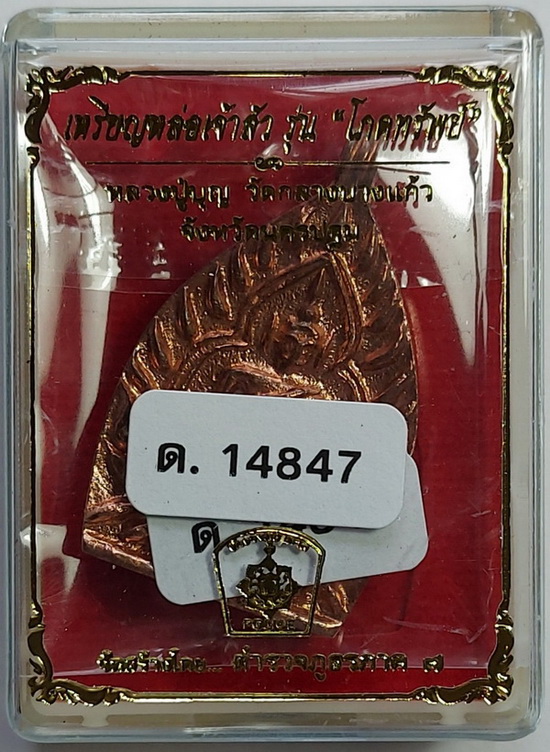 เหรียญหล่อเจ้าสัว รุ่น "โภคทรัพย์"
หลวงปู่บุญ วัดกลางบางแก้ว
จังหวัดนครปฐม
ด. 14847
ด
POLICE
จัดสร้างโดย... ตำรวจภูธรภาค ๗